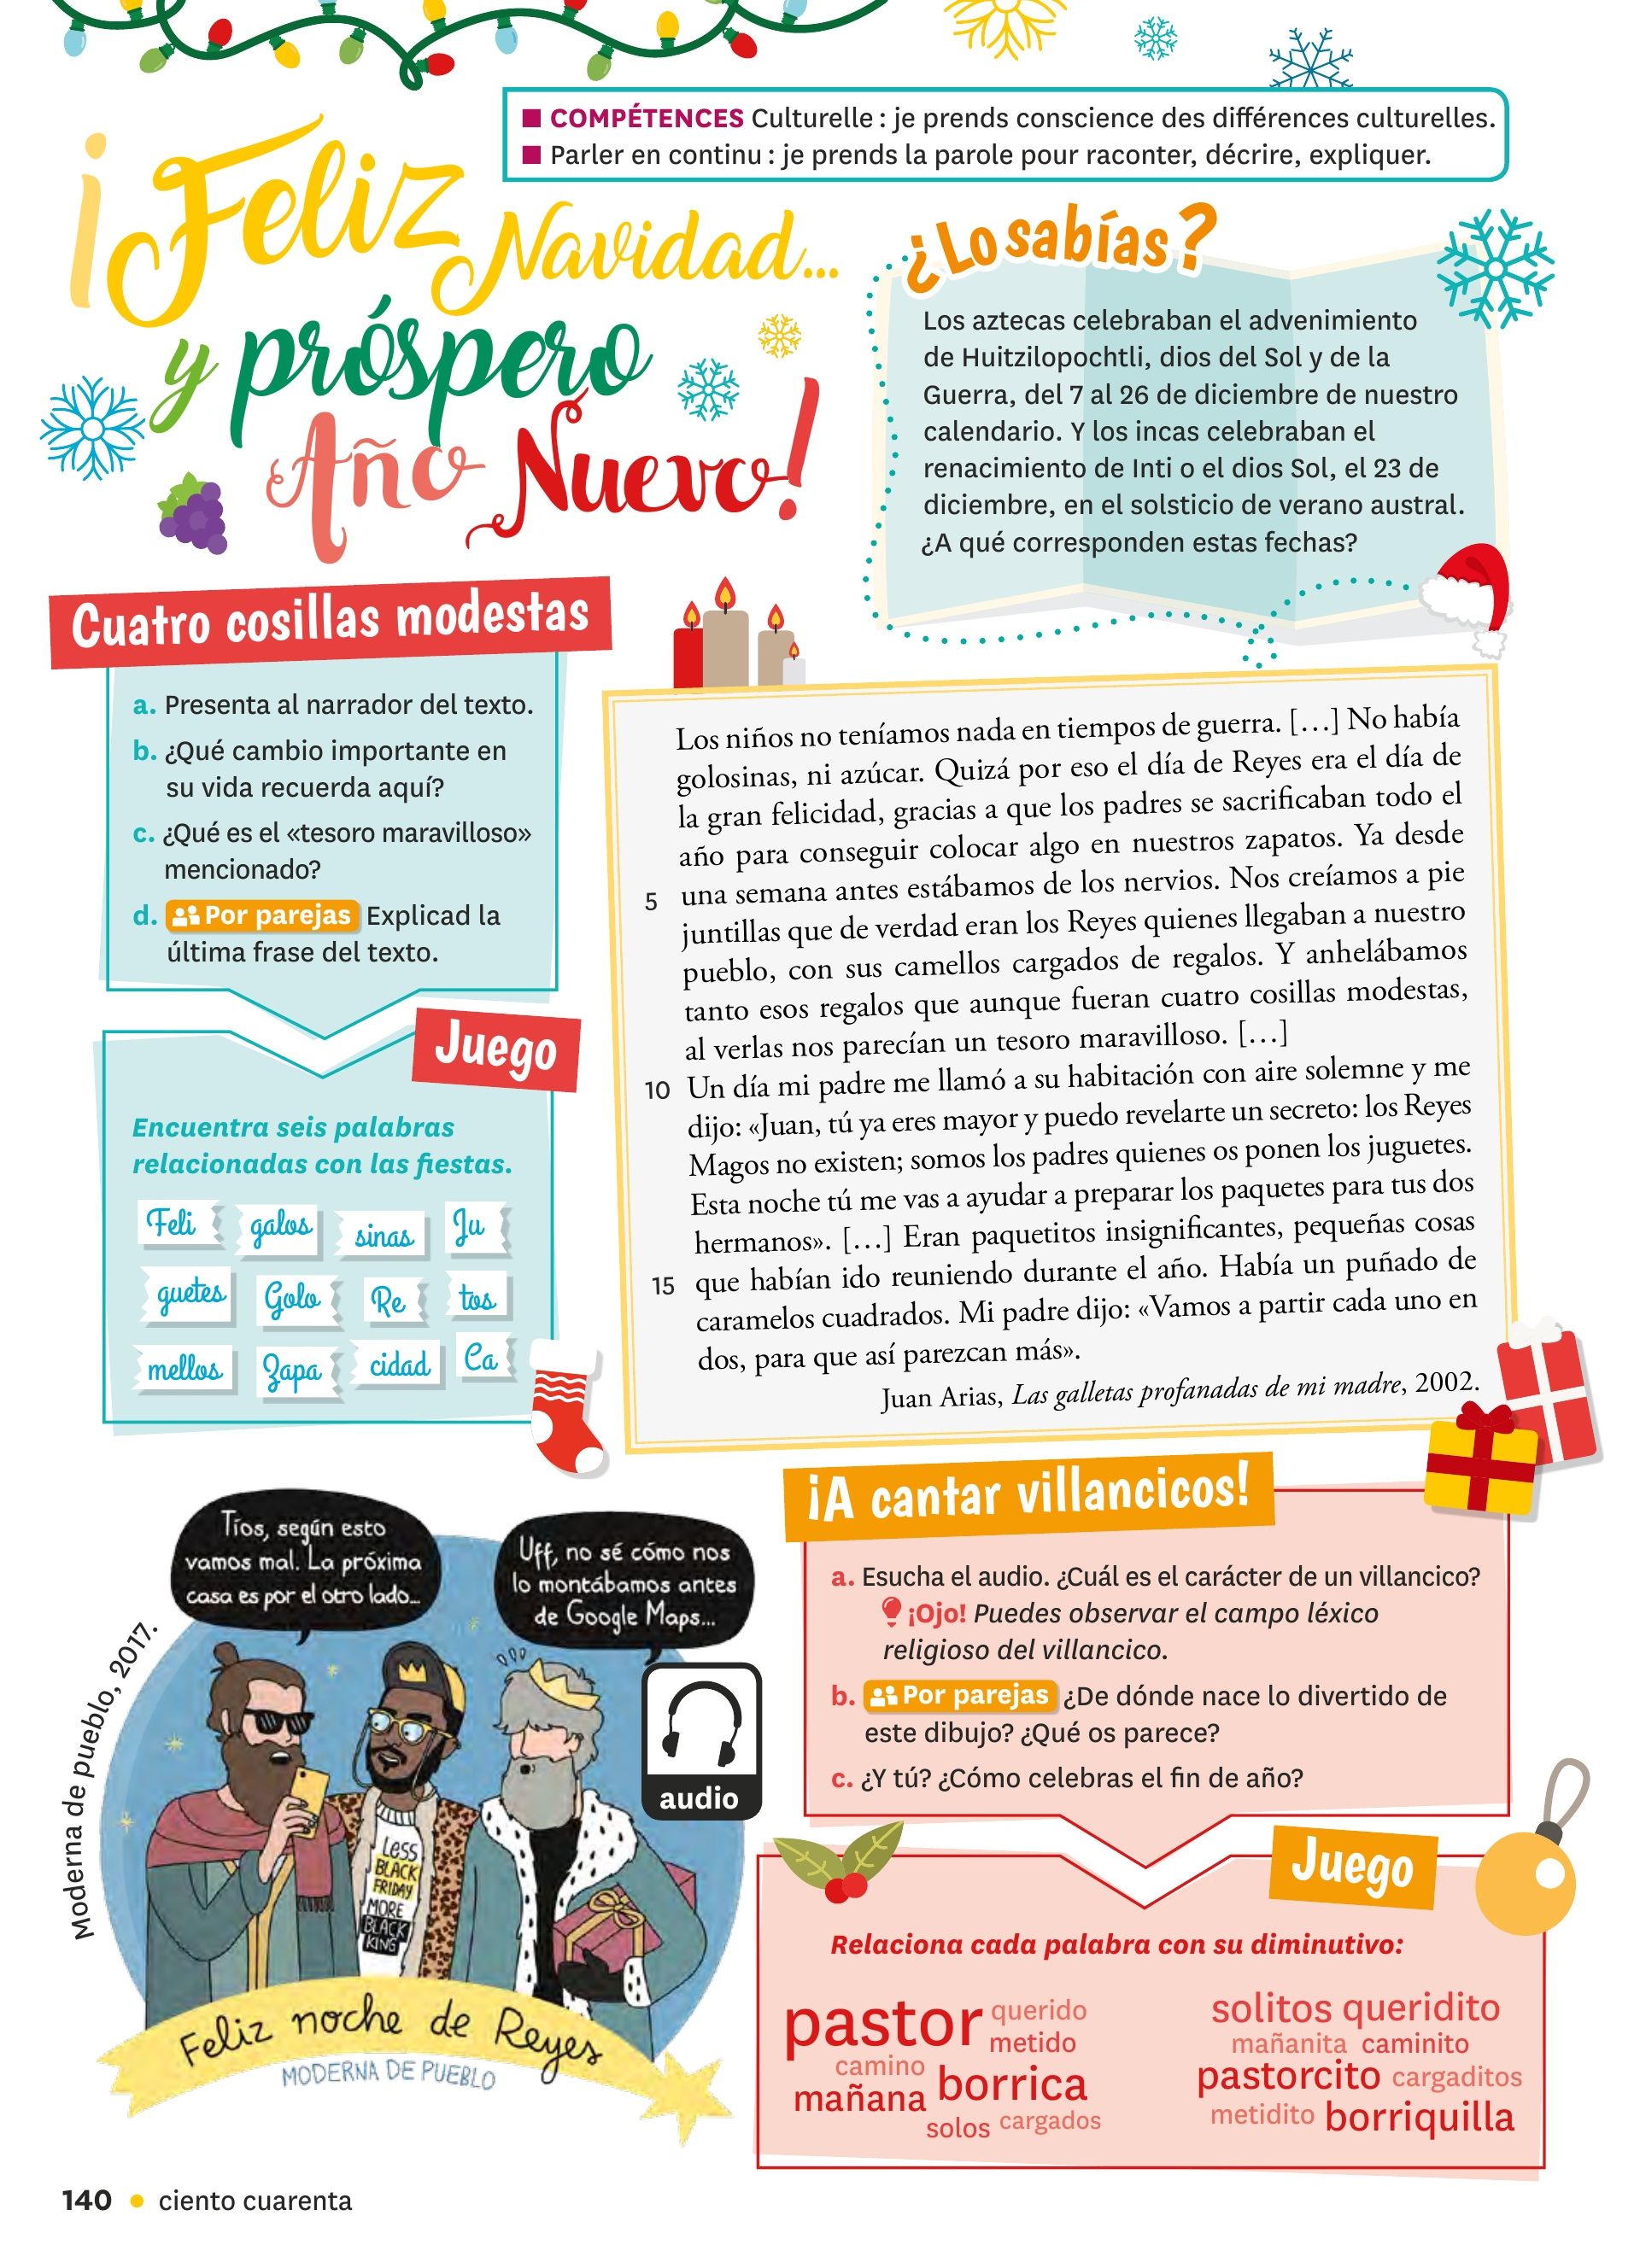 ■ COMPÉTENCES Culturelle : je prends conscience des différences culturelles.
■ Parler en continu : je prends la parole pour raconter, décrire, expliquer.
¡Feliz Navidad...
y próspero
Año Nuevo!
¿Lo sabías?
Los aztecas celebraban el advenimiento
de Huitzilopochtli, dios del Sol y de la
Guerra, del 7 al 26 de diciembre de nuestro
calendario. Y los incas celebraban el
renacimiento de Inti o el dios Sol, el 23 de
diciembre, en el solsticio de verano austral.
¿A qué corresponden estas fechas?
Cuatro cosillas modestas
a. Presenta al narrador del texto.
b. ¿Qué cambio importante en
su vida recuerda aquí?
c. ¿Qué es el «tesoro maravilloso»
mencionado?
d. Por parejas Explicad la
última frase del texto.
Juego
Encuentra seis palabras
relacionadas con las fiestas.
Feli galos sinas Ju
guetes Golo Re tos
mellos Zapa cidad Ca
Los niños no teníamos nada en tiempos de guerra. […] No había
golosinas, ni azúcar. Quizá por eso el día de Reyes era el día de
la gran felicidad, gracias a que los padres se sacrificaban todo el
año para conseguir colocar algo en nuestros zapatos. Ya desde
5 una semana antes estábamos de los nervios. Nos creíamos a pie
juntillas que de verdad eran los Reyes quienes llegaban a nuestro
pueblo, con sus camellos cargados de regalos. Y anhelábamos
tanto esos regalos que aunque fueran cuatro cosillas modestas,
al verlas nos parecían un tesoro maravilloso. […]
10 Un día mi padre me llamó a su habitación con aire solemne y me
dijo: «Juan, tú ya eres mayor y puedo revelarte un secreto: los Reyes
Magos no existen; somos los padres quienes os ponen los juguetes.
Esta noche tú me vas a ayudar a preparar los paquetes para tus dos
hermanos». […] Eran paquetitos insignificantes, pequeñas cosas
15 que habían ido reuniendo durante el año. Había un puñado de
caramelos cuadrados. Mi padre dijo: «Vamos a partir cada uno en
dos, para que así parezcan más».
Juan Arias, Las galletas profanadas de mi madre, 2002.
Tíos, según esto
vamos mal. La próxima
casa es por el otro lado...
Uff, no sé cómo nos
lo montábamos antes
de Google Maps...
Moderna de pueblo, 2017.
LESS
BLACK
FRIDAY
MORE
BLACK
KING
audio
Feliz noche de Reyes
MODERNA DE PUEBLO
¡A cantar villancicos!
a. Esucha el audio. ¿Cuál es el carácter de un villancico?
¡Ojo! Puedes observar el campo léxico
religioso del villancico.
b. Por parejas ¿De dónde nace lo divertido de
este dibujo? ¿Qué os parece?
c. ¿Y tú? ¿Cómo celebras el fin de año?
Juego
Relaciona cada palabra con su diminutivo:
pastor querido
metido
camino
mañana borrica
solos cargados
solitos queridito
mañanita caminito
pastorcito cargaditos
metidito borriquilla
140 • ciento cuarenta